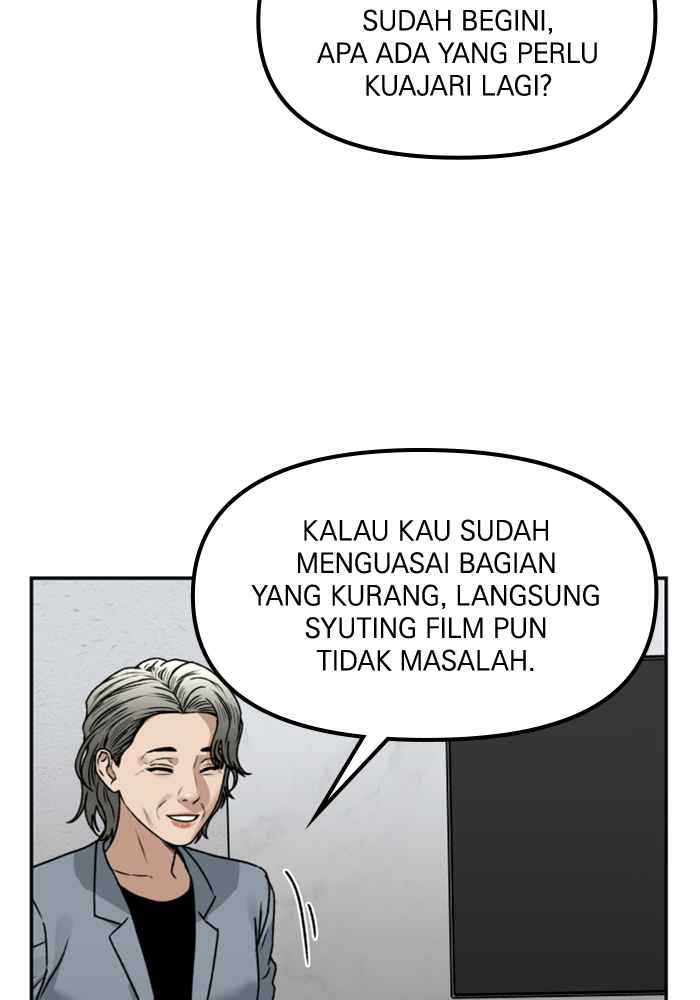 SUDAH BEGINI,
APA ADA YANG PERLU
KUAJARI LAGI?
KALAU KAU SUDAH
MENGUASAI BAGIAN
YANG KURANG, LANGSUNG
SYUTING FILM PUN
TIDAK MASALAH.